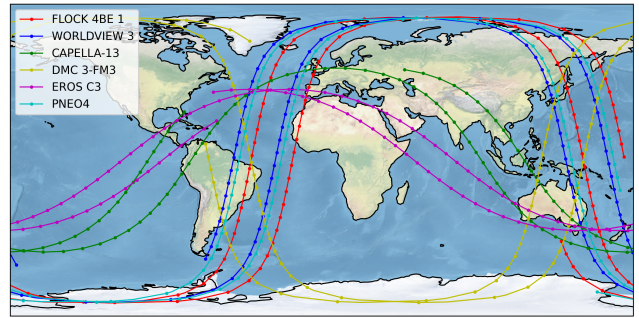 FLOCK 4BE 1
WORLDVIEW 3
CAPELLA-13
DMC 3-FM3
EROS C3
PNEO4